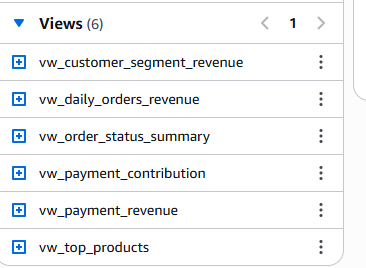 Views (6) 1
vw_customer_segment_revenue
vw_daily_orders_revenue
vw_order_status_summary
vw_payment_contribution
vw_payment_revenue
vw_top_products